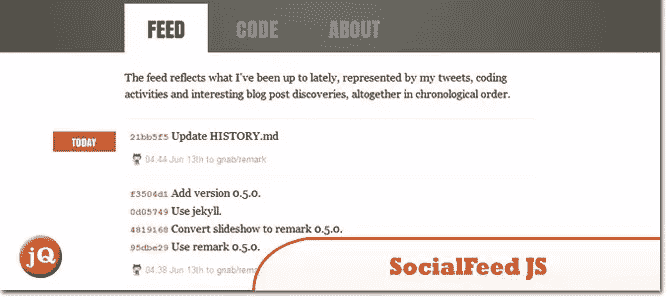 FEED CODE ABOUT
The feed reflects what I've been up to lately, represented by my tweets, coding
activities and interesting blog post discoveries, altogether in chronological order.
TODAY
21bb5f5 Update HISTORY.md
04:44 Jun 13th to gnab/remark
f3504d1 Add version 0.5.0.
0d05749 Use jekyll.
4819160 Convert slideshow to remark 0.5.0.
95dbe29 Use remark 0.5.0.
04:38 Jun 13th to gnab/rema
jQ
SocialFeed JS